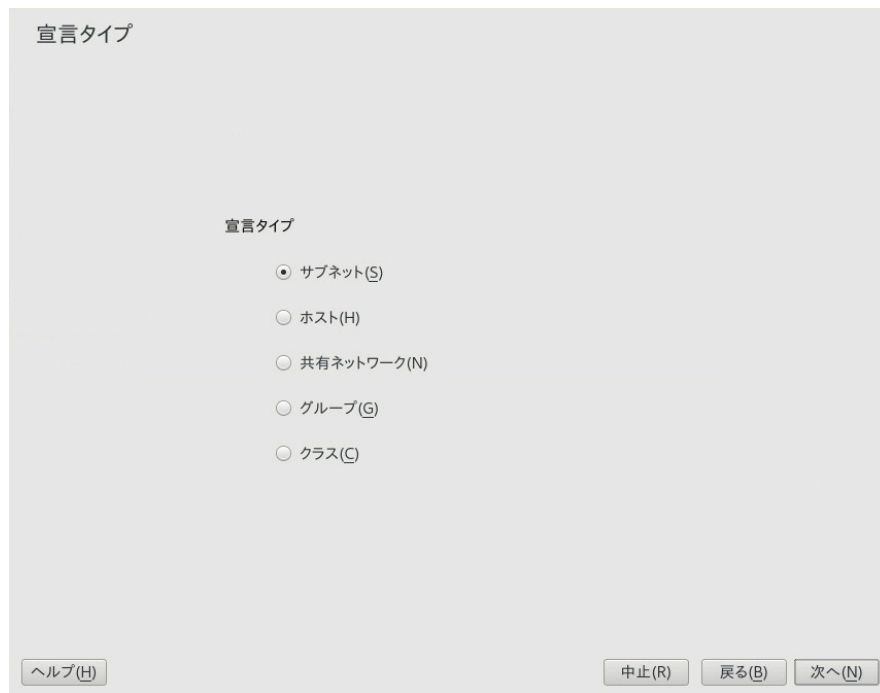 宣言タイプ
宣言タイプ
サブネット(S)
ホスト(H)
共有ネットワーク(N)
グループ(G)
クラス(C)
ヘルプ(H)
中止(R)
戻る(B)
次へ(N)